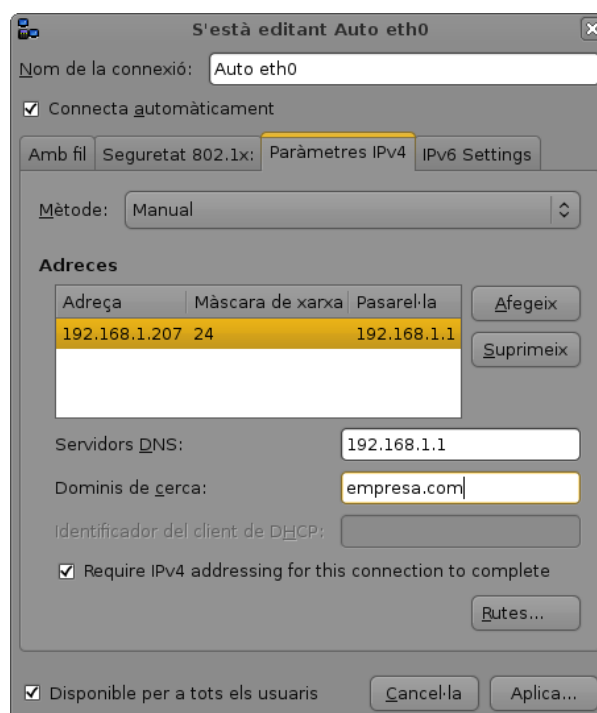 S'està editant Auto eth0
Nom de la connexió: Auto eth0
Connecta automàticament
Amb fil Seguretat 802.1x: Paràmetres IPv4 IPv6 Settings
Mètode: Manual
Adreces
Adreça Màscara de xarxa Pasarel·la Afegeix
192.168.1.207 24 192.168.1.1
Suprimeix
Servidors DNS: 192.168.1.1
Dominis de cerca: empresa.com
Identificador del client de DHCP:
Require IPv4 addressing for this connection to complete
Rutes...
Disponible per a tots els usuaris Cancel·la Aplica...